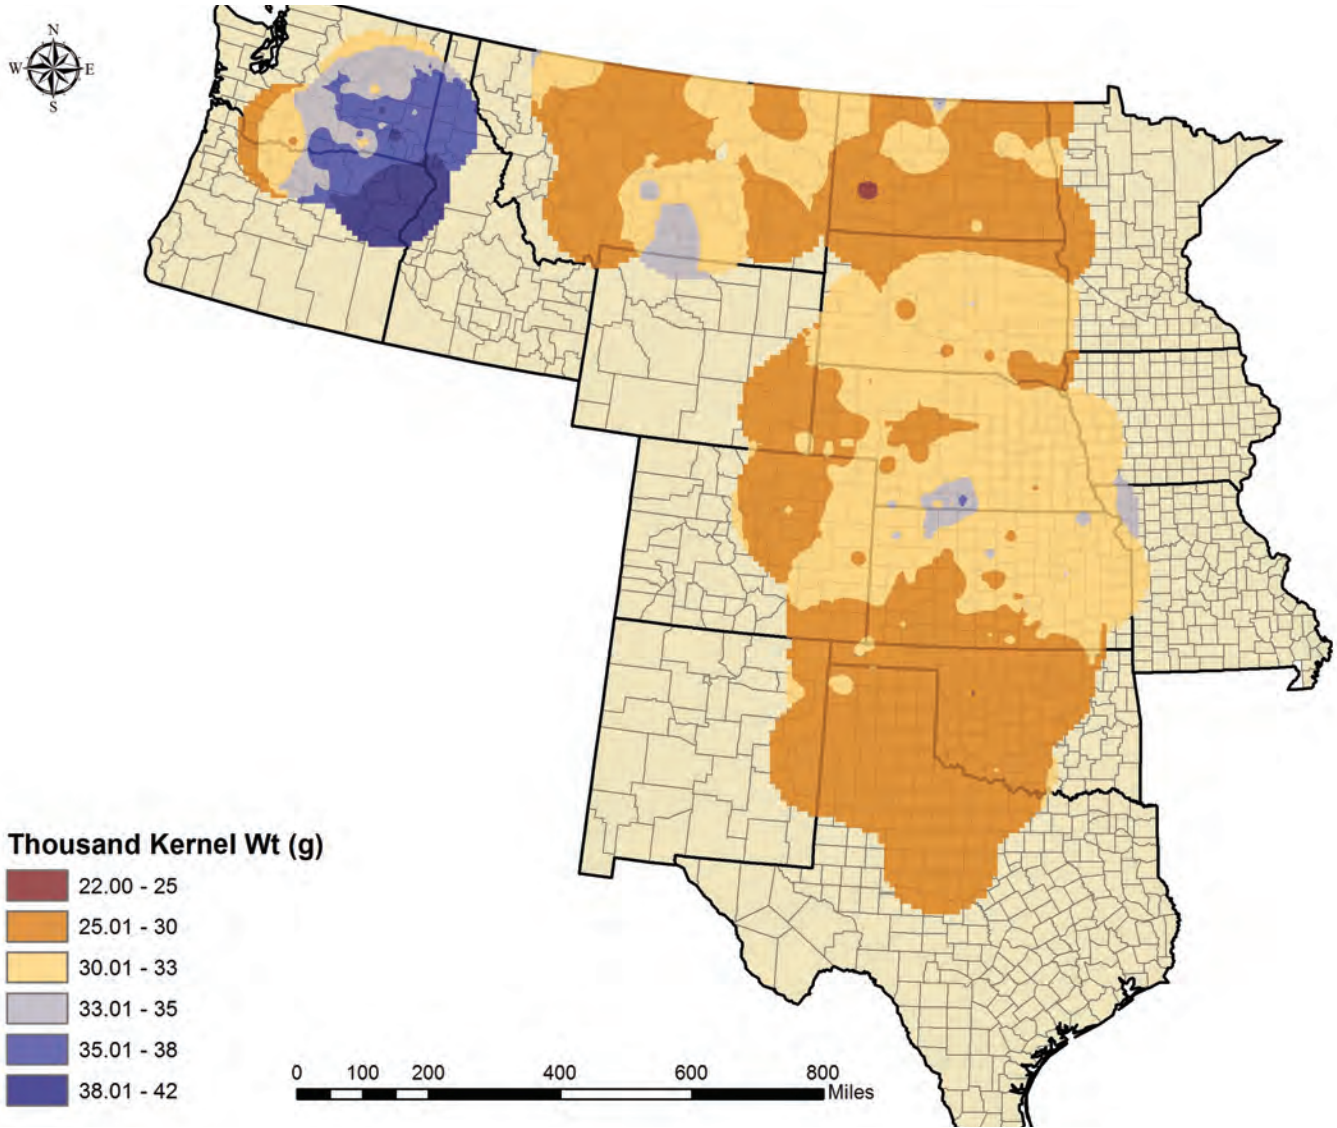 N
W E
S
Thousand Kernel Wt (g)
22.00 - 25
25.01 - 30
30.01 - 33
33.01 - 35
35.01 - 38
38.01 - 42
0 100 200 400 600 800
Miles